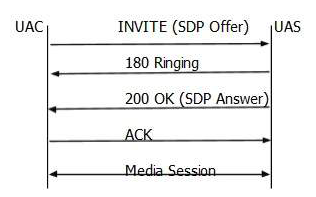 UAC INVITE (SDP Offer) UAS
180 Ringing
200 OK (SDP Answer)
ACK
Media Session